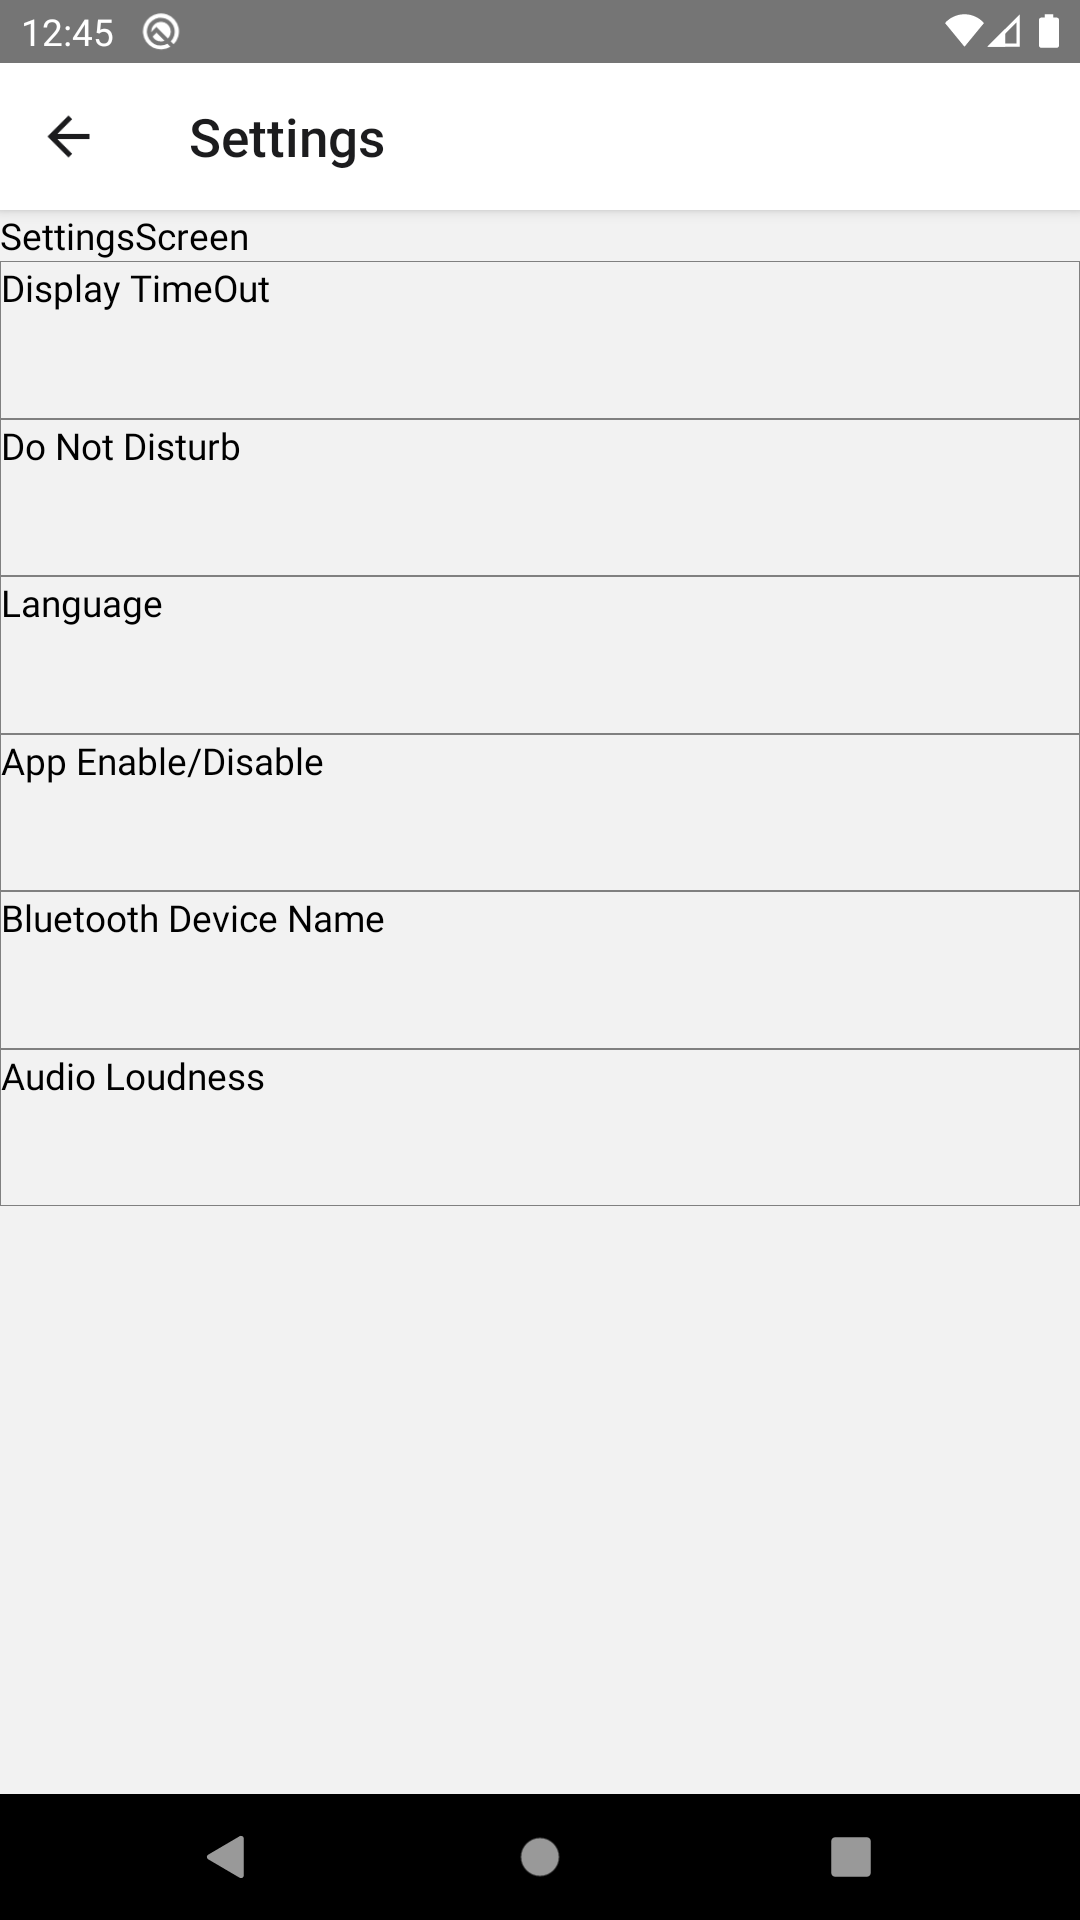 12:45
Settings
SettingsScreen
Display TimeOut
Do Not Disturb
Language
App Enable/Disable
Bluetooth Device Name
Audio Loudness